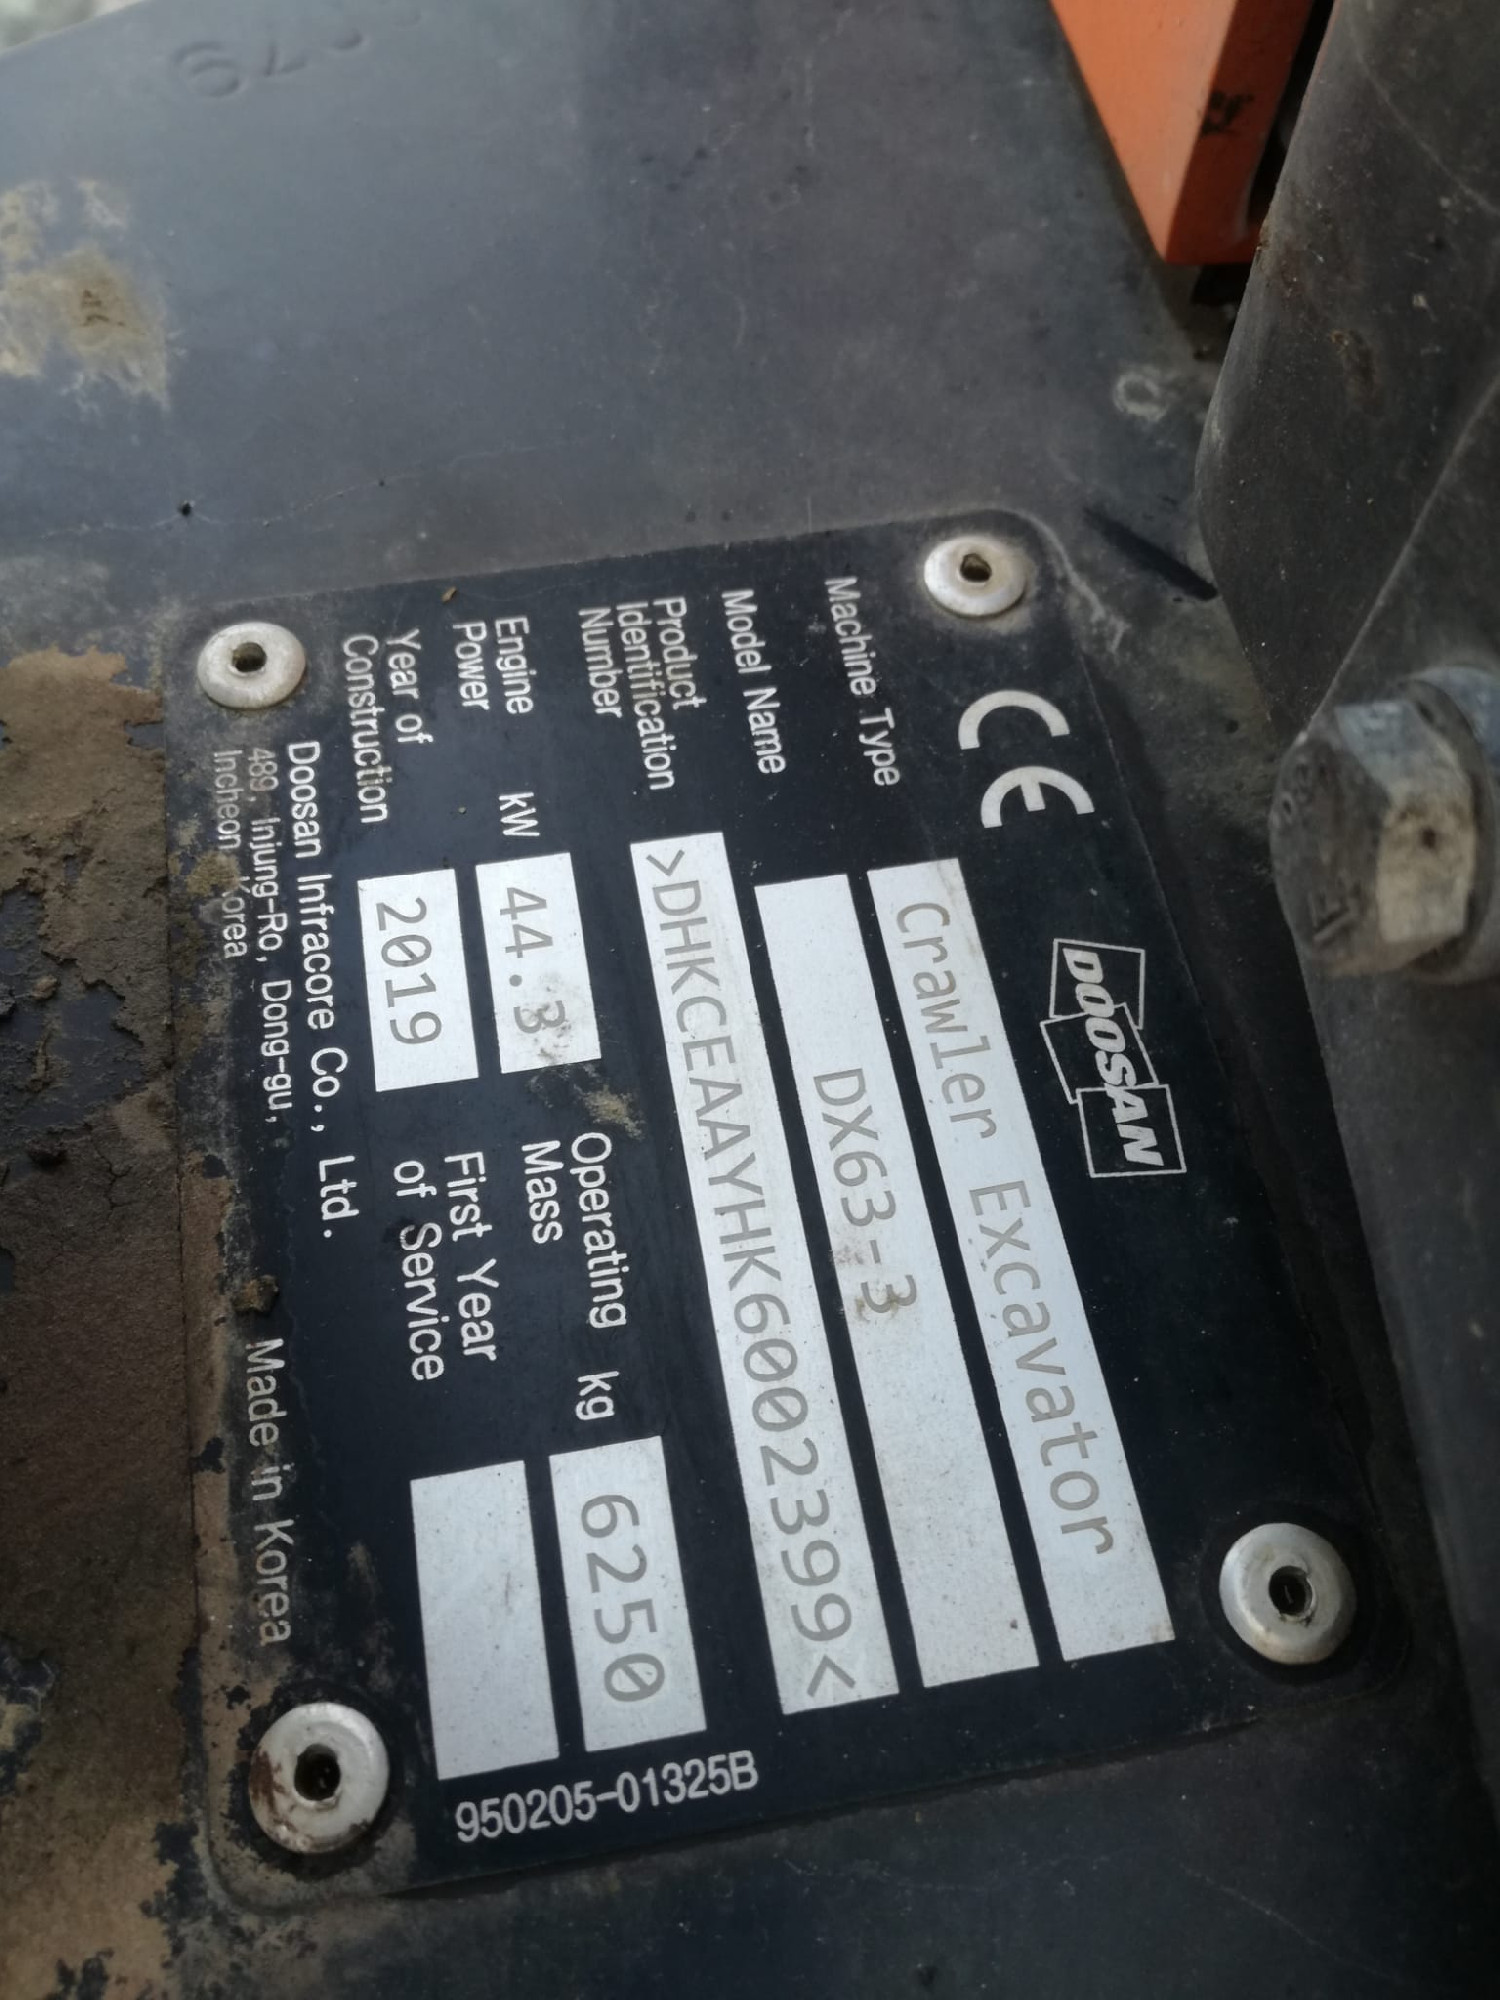 CE
DOOSAN
Machine Type Crawler Excavator
Model Name DX63-3
Product
Identification
Number
>DHKCEAAYHK6002399<
Engine
Power
kW 44.3
Operating
Mass
kg 6250
Year of
Construction
2019
First Year
of Service
Doosan Infracore Co., Ltd.
489, Injung-Ro, Dong-gu,
Incheon Korea
Made in Korea
950205-01325B